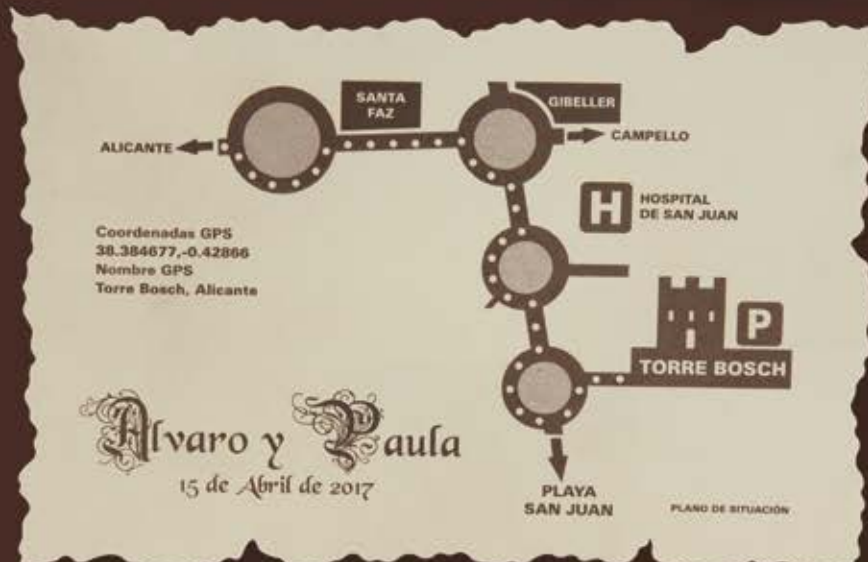 SANTA
FAZ
GIBELLER
ALICANTE
CAMPELLO
H
HOSPITAL
DE SAN JUAN
Coordenadas GPS
38.384677,-0.42866
Nombre GPS
Torre Bosch, Alicante
P
TORRE BOSCH
Alvaro y Paula
15 de Abril de 2017
PLAYA
SAN JUAN
PLANO DE SITUACIÓN